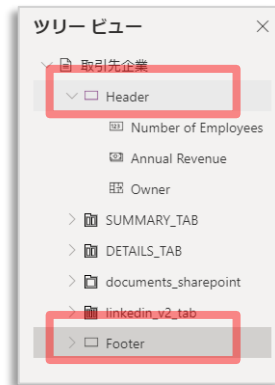 ツリー ビュー
取引先企業
Header
Number of Employees
Annual Revenue
Owner
SUMMARY_TAB
DETAILS_TAB
documents_sharepoint
linkedin_v2_tab
Footer